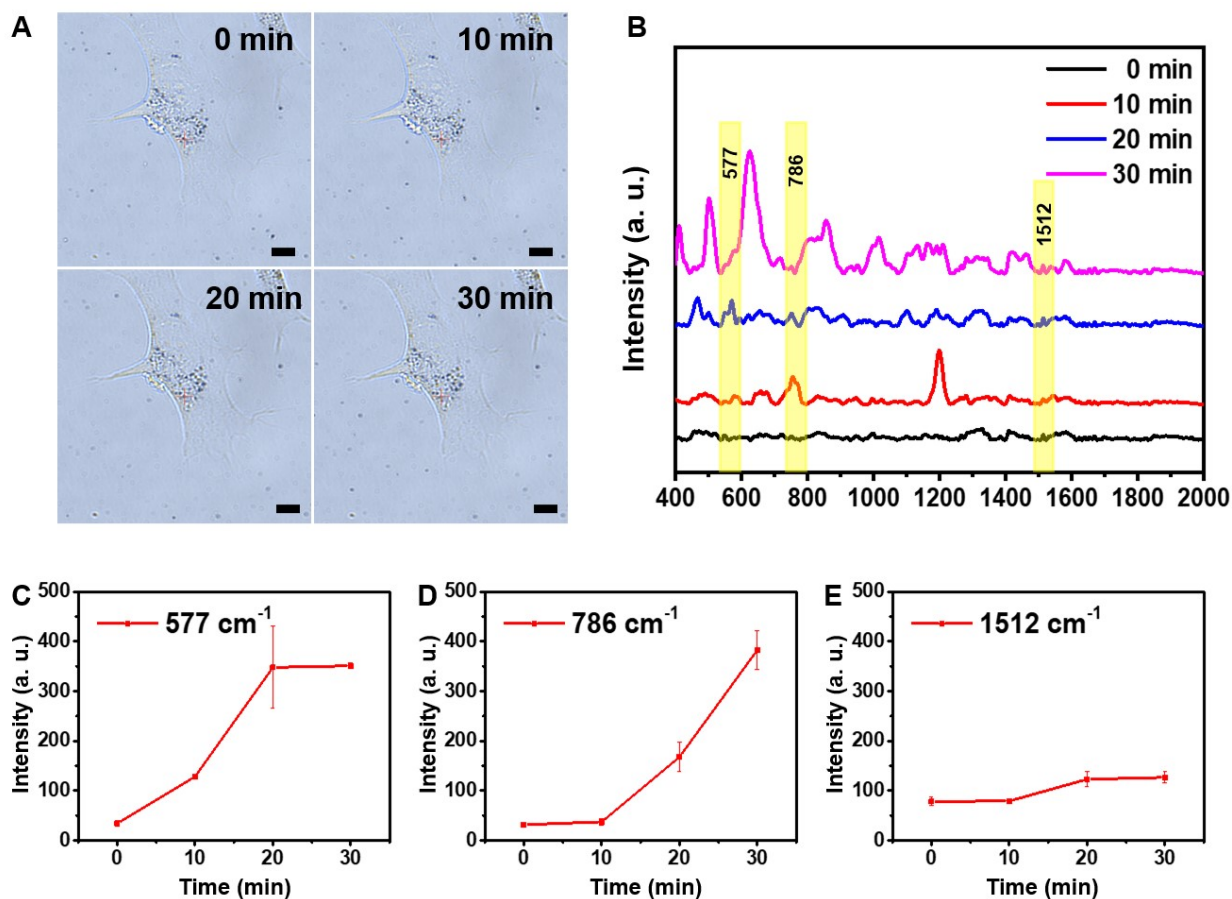 A
0 min
10 min
20 min
30 min
B
Intensity (a. u.)
0 min
10 min
20 min
30 min
577
786
1512
400 600 800 1000 1200 1400 1600 1800 2000
C
577 cm⁻¹
Intensity (a. u.)
500
400
300
200
100
0
0 10 20 30
Time (min)
D
786 cm⁻¹
Intensity (a. u.)
500
400
300
200
100
0
0 10 20 30
Time (min)
E
1512 cm⁻¹
Intensity (a. u.)
500
400
300
200
100
0
0 10 20 30
Time (min)